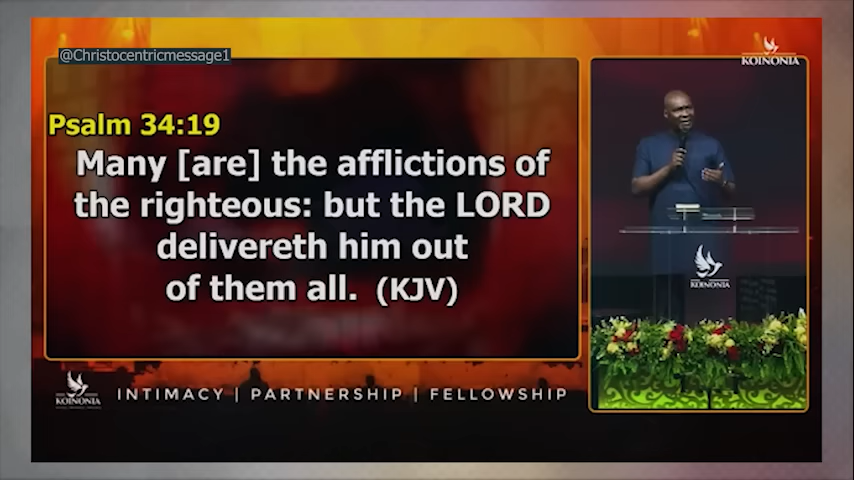 @Christocentricmessage1
KOINONIA
Psalm 34:19
Many [are] the afflictions of
the righteous: but the LORD
delivereth him out
of them all. (KJV)
KOINONIA
KOINONIA
INTIMACY | PARTNERSHIP | FELLOWSHIP